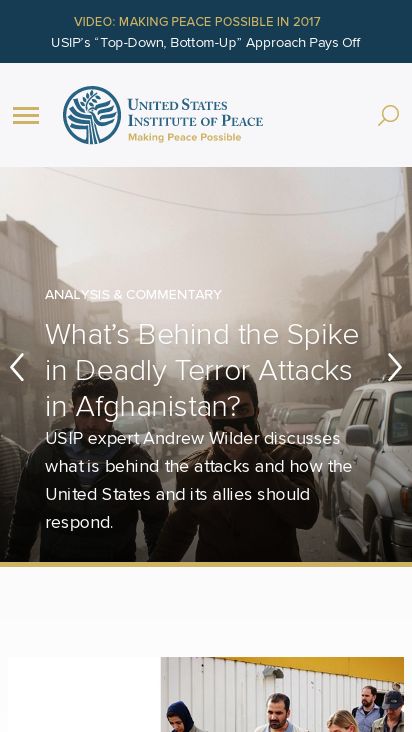 VIDEO: MAKING PEACE POSSIBLE IN 2017
USIP's “Top-Down, Bottom-Up” Approach Pays Off
UNITED STATES
INSTITUTE OF PEACE
Making Peace Possible
ANALYSIS & COMMENTARY
What's Behind the Spike
in Deadly Terror Attacks
in Afghanistan?
USIP expert Andrew Wilder discusses
what is behind the attacks and how the
United States and its allies should
respond.